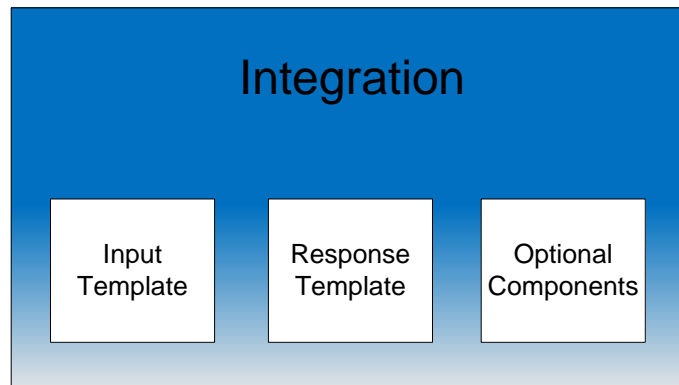 Integration
Input
Template
Response
Template
Optional
Components